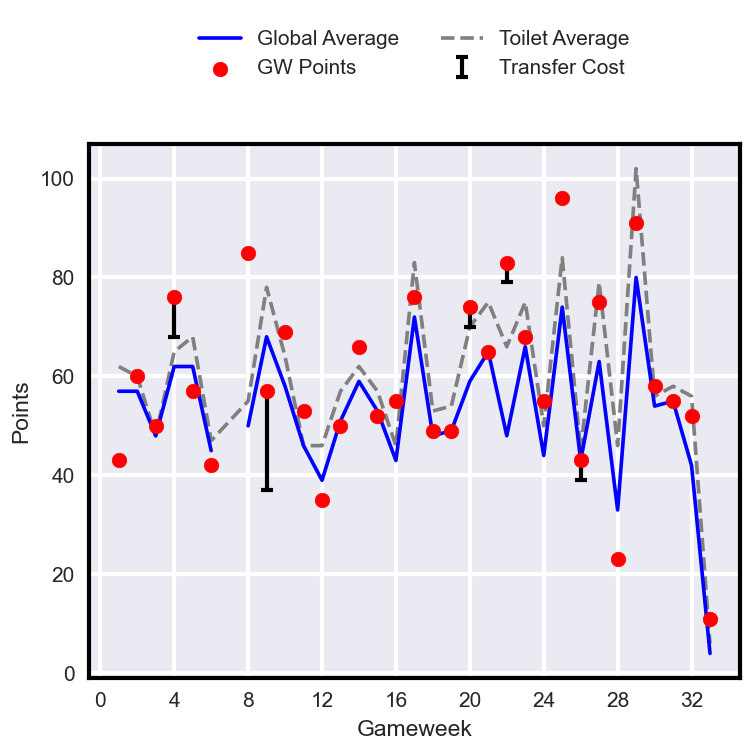 Global Average
Toilet Average
GW Points
Transfer Cost
100
80
60
40
20
0
Points
0 4 8 12 16 20 24 28 32
Gameweek